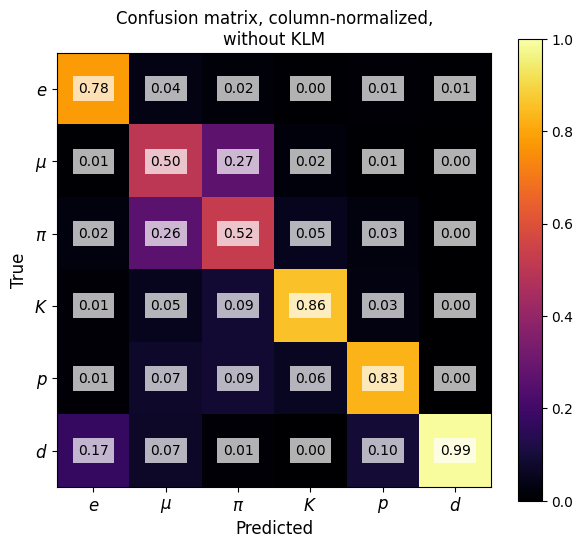 Confusion matrix, column-normalized,
without KLM
e 0.78 0.04 0.02 0.00 0.01 0.01
μ 0.01 0.50 0.27 0.02 0.01 0.00
π 0.02 0.26 0.52 0.05 0.03 0.00
K 0.01 0.05 0.09 0.86 0.03 0.00
p 0.01 0.07 0.09 0.06 0.83 0.00
d 0.17 0.07 0.01 0.00 0.10 0.99
e μ π K p d
Predicted
True
1.0
0.8
0.6
0.4
0.2
0.0